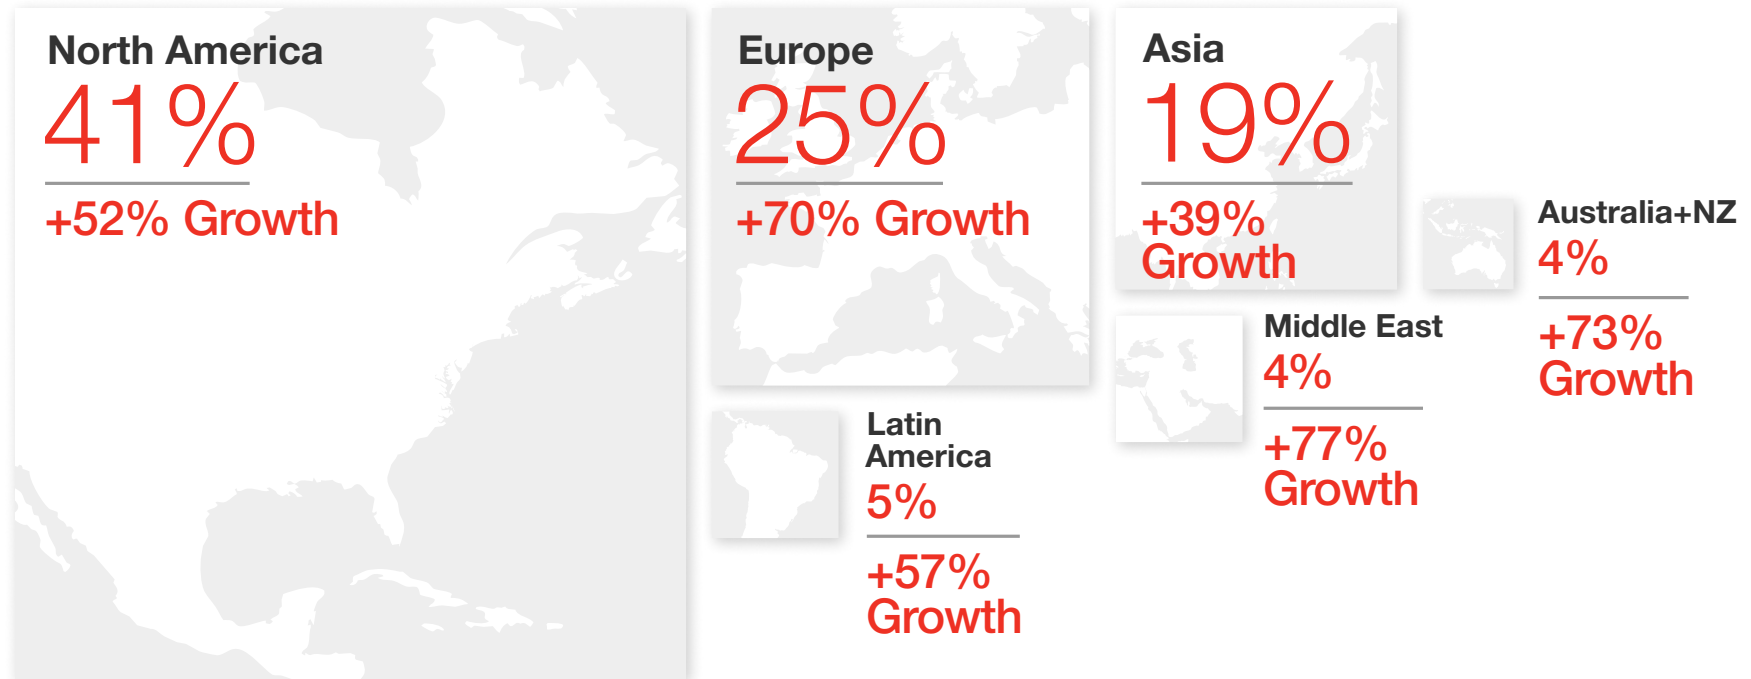 North America
41%
+52% Growth
Europe
25%
+70% Growth
Asia
19%
+39%
Growth
Australia+NZ
4%
+73%
Growth
Middle East
4%
+77%
Growth
Latin
America
5%
+57%
Growth